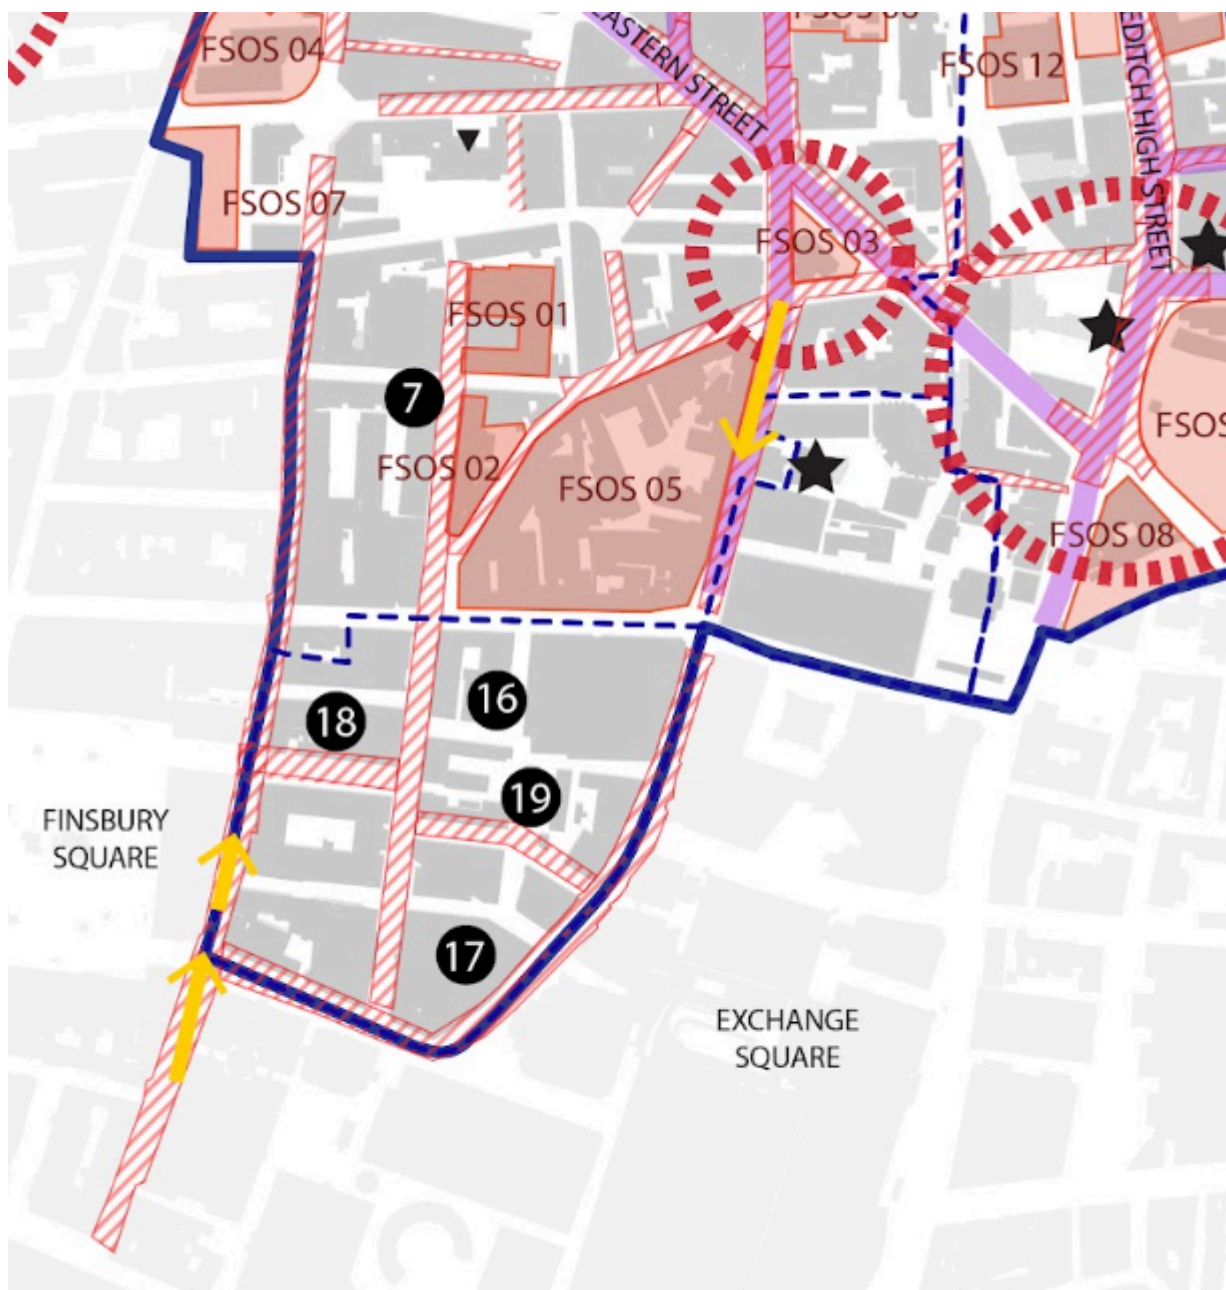 FSOS 04
EASTERN STREET
FSOS 12
EDITCH HIGH STREET
FSOS 07
FSOS 03
FSOS 01
7
FSOS 02
FSOS 05
FSOS
FSOS 08
16
18
19
FINSBURY
SQUARE
17
EXCHANGE
SQUARE